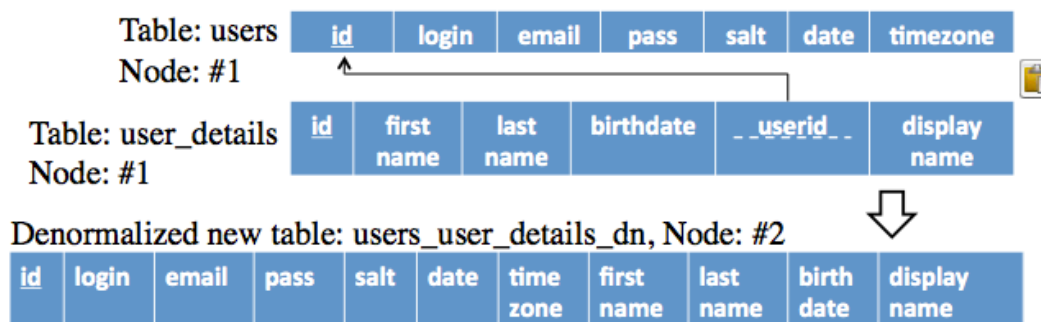 Table: users
Node: #1
id login email pass salt date timezone
Table: user_details
Node: #1
id first name last name birthdate userid display name
Denormalized new table: users_user_details_dn, Node: #2
id login email pass salt date time zone first name last name birth date display name